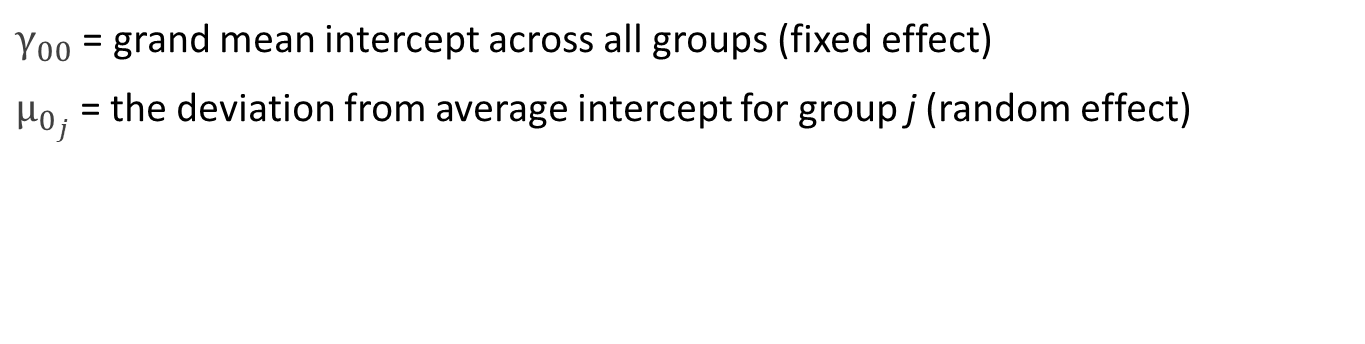 γ₀₀ = grand mean intercept across all groups (fixed effect)
μ₀ⱼ = the deviation from average intercept for group j (random effect)